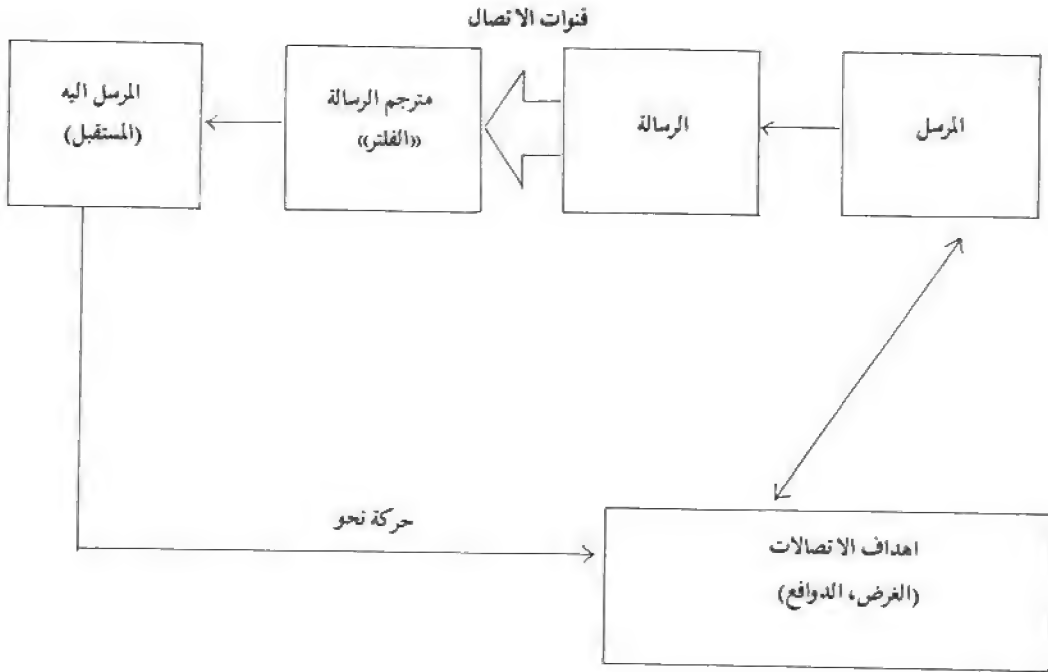 قنوات الاتصال
المرسل
الرسالة
مترجم الرسالة
«الفلتر»
المرسل اليه
(المستقبل)
حركة نحو
اهداف الاتصالات
(الغرض، الدوافع)